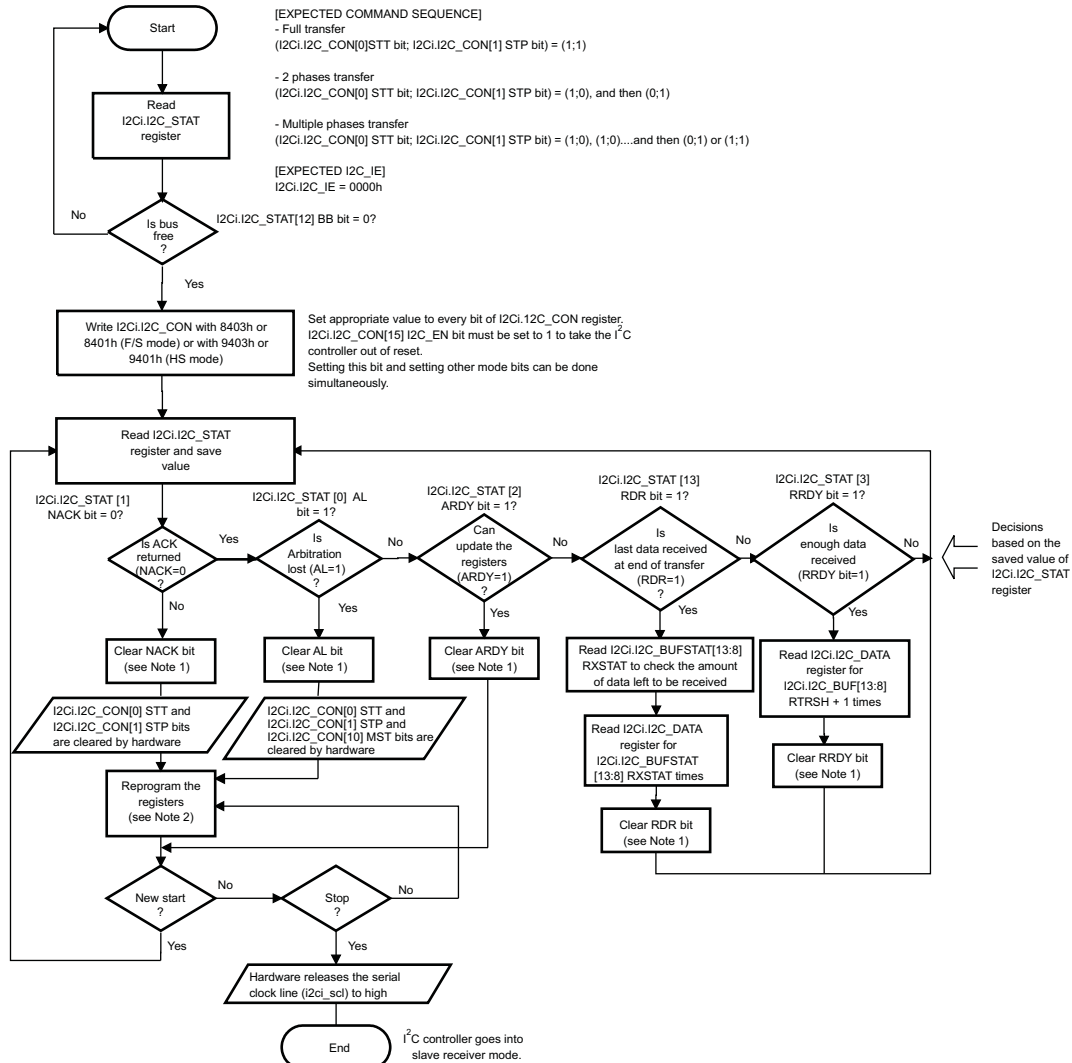 Start
[EXPECTED COMMAND SEQUENCE]
- Full transfer
(I2Ci.I2C_CON[0]STT bit; I2Ci.I2C_CON[1] STP bit) = (1;1)
- 2 phases transfer
(I2Ci.I2C_CON[0] STT bit; I2Ci.I2C_CON[1] STP bit) = (1;0), and then (0;1)
- Multiple phases transfer
(I2Ci.I2C_CON[0] STT bit; I2Ci.I2C_CON[1] STP bit) = (1;0), (1;0)....and then (0;1) or (1;1)
[EXPECTED I2C_IE]
I2Ci.I2C_IE = 0000h
Read
I2Ci.I2C_STAT
register
No
Is bus
free
?
I2Ci.I2C_STAT[12] BB bit = 0?
Yes
Write I2Ci.I2C_CON with 8403h or
8401h (F/S mode) or with 9403h or
9401h (HS mode)
Set appropriate value to every bit of I2Ci.12C_CON register.
I2Ci.I2C_CON[15] I2C_EN bit must be set to 1 to take the I2C
controller out of reset.
Setting this bit and setting other mode bits can be done
simultaneously.
Read I2Ci.I2C_STAT
register and save
value
I2Ci.I2C_STAT [1]
NACK bit = 0?
I2Ci.I2C_STAT [0] AL
bit = 1?
I2Ci.I2C_STAT [2]
ARDY bit = 1?
I2Ci.I2C_STAT [13]
RDR bit = 1?
I2Ci.I2C_STAT [3]
RRDY bit = 1?
Is ACK
returned
(NACK=0
?
Yes
No
Is
Arbitration
lost (AL=1)
?
No
Yes
Can
update the
registers
(ARDY=1)
?
No
Yes
Is
last data received
at end of transfer
(RDR=1)
?
No
Yes
Is
enough data
received
(RRDY bit=1)
No
Yes
Decisions
based on the
saved value of
I2Ci.I2C_STAT
register
Clear NACK bit
(see Note 1)
Clear AL bit
(see Note 1)
Clear ARDY bit
(see Note 1)
Read I2Ci.I2C_BUFSTAT[13:8]
RXSTAT to check the amount
of data left to be received
Read I2Ci.I2C_DATA
register for
I2Ci.I2C_BUF[13:8]
RTRSH + 1 times
I2Ci.I2C_CON[0] STT and
I2Ci.I2C_CON[1] STP bits
are cleared by hardware
I2Ci.I2C_CON[0] STT and
I2Ci.I2C_CON[1] STP and
I2Ci.I2C_CON[10] MST bits are
cleared by hardware
Read I2Ci.I2C_DATA
register for
I2Ci.I2C_BUFSTAT
[13:8] RXSTAT times
Clear RRDY bit
(see Note 1)
Reprogram the
registers
(see Note 2)
Clear RDR bit
(see Note 1)
New start
?
No
Yes
Stop
?
No
Yes
Hardware releases the serial
clock line (i2ci_scl) to high
End
I2C controller goes into
slave receiver mode.